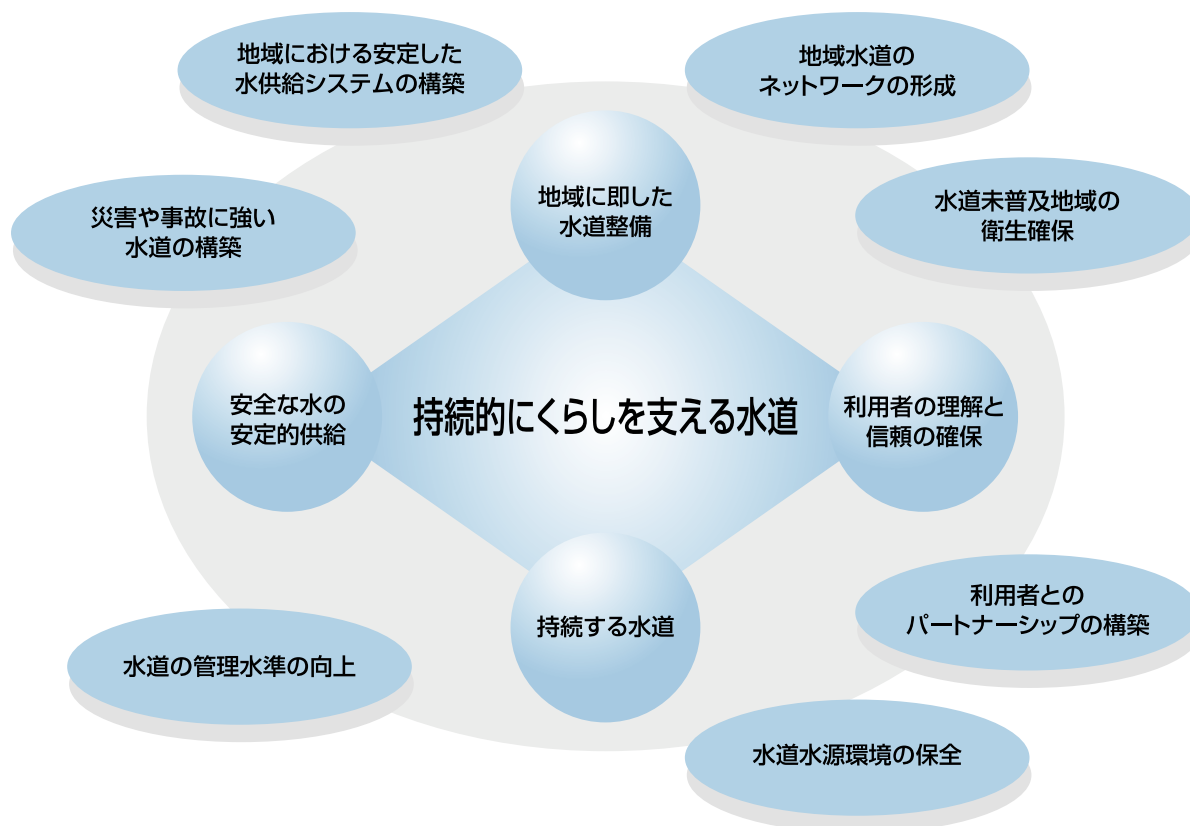 地域における安定した
水供給システムの構築
地域水道の
ネットワークの形成
災害や事故に強い
水道の構築
地域に即した
水道整備
水道未普及地域の
衛生確保
安全な水の
安定的供給
持続的にくらしを支える水道
利用者の理解と
信頼の確保
持続する水道
利用者との
パートナーシップの構築
水道の管理水準の向上
水道水源環境の保全